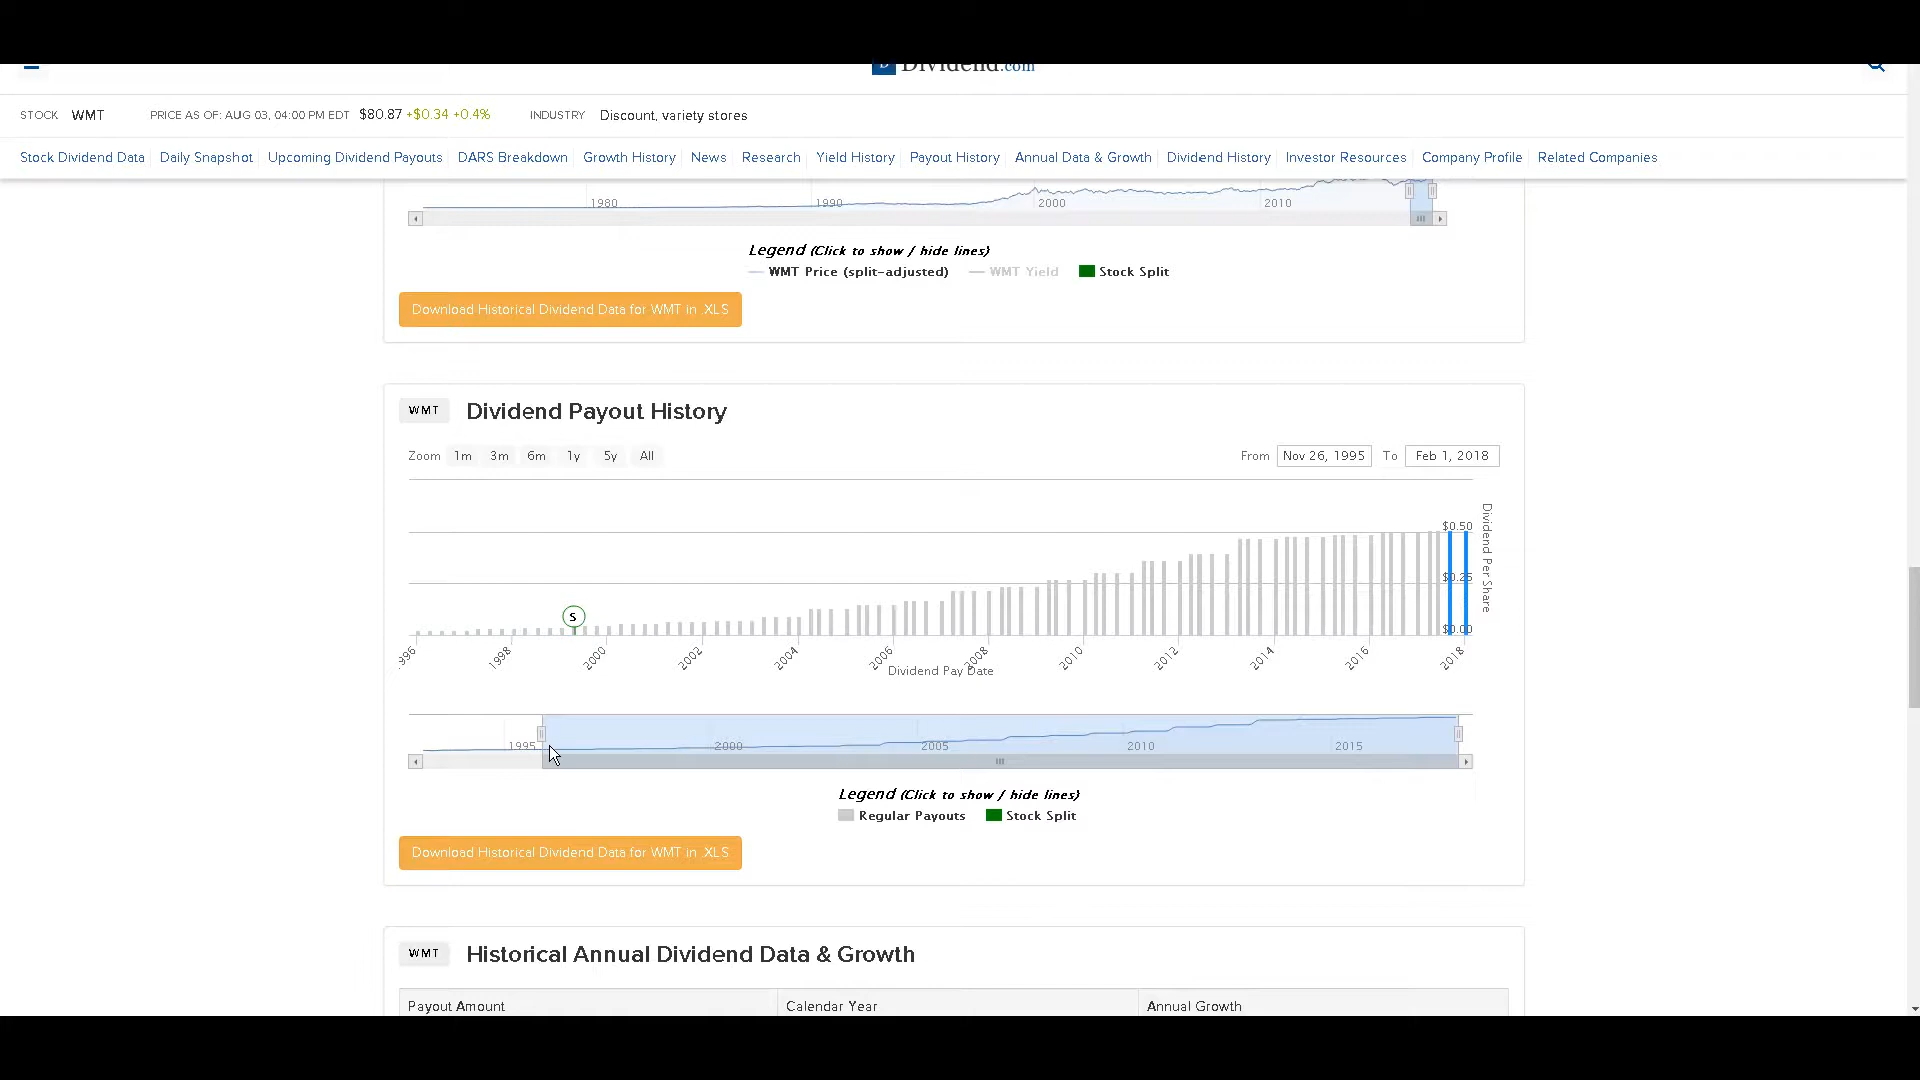 Dividend.com
STOCK WMT PRICE AS OF: AUG 03, 04:00 PM EDT $80.87 +$0.34 +0.4% INDUSTRY Discount, variety stores
Stock Dividend Data Daily Snapshot Upcoming Dividend Payouts DARS Breakdown Growth History News Research Yield History Payout History Annual Data & Growth Dividend History Investor Resources Company Profile Related Companies
1980 1990 2000 2010
Legend (Click to show / hide lines)
WMT Price (split-adjusted) WMT Yield Stock Split
Download Historical Dividend Data for WMT in .XLS
WMT Dividend Payout History
Zoom 1m 3m 6m 1y 5y All From Nov 26, 1995 To Feb 1, 2018
$0.50
$0.25
$0.00
Dividend Per Share
S
1998 2000 2002 2004 2006 2008 2010 2012 2014 2016 2018
Dividend Pay Date
1995 2000 2005 2010 2015
Legend (Click to show / hide lines)
Regular Payouts Stock Split
Download Historical Dividend Data for WMT in .XLS
WMT Historical Annual Dividend Data & Growth
Payout Amount Calendar Year Annual Growth